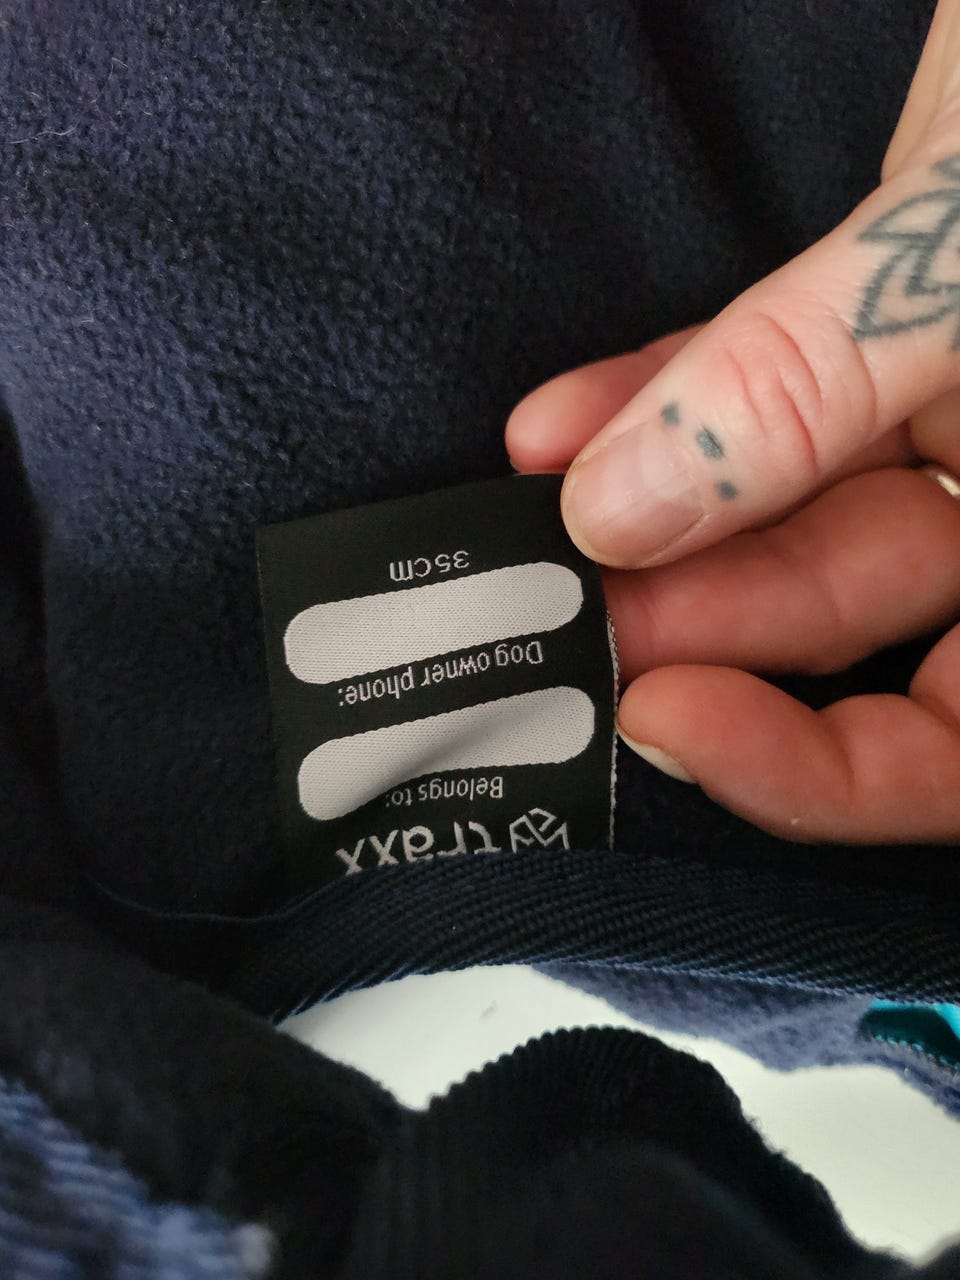 traxx
Belongs to:
Dog owner phone:
35cm